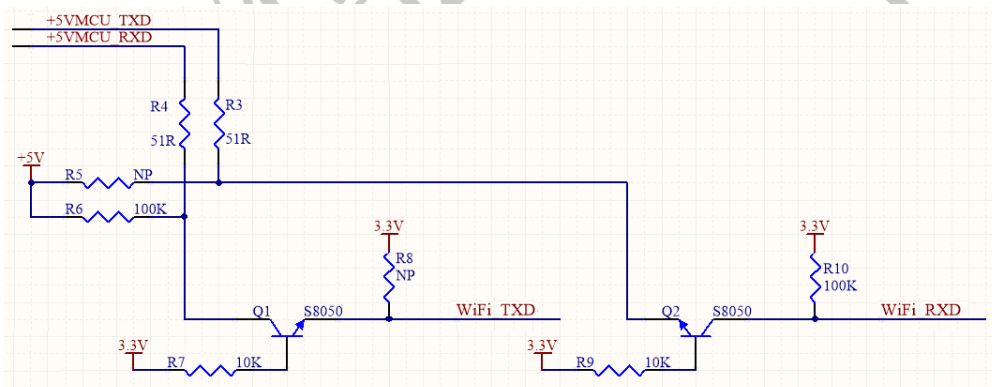 +5VMCU_TXD
+5VMCU_RXD
R4 R3
51R 51R
+5V
R5 NP
R6 100K
3.3V 3.3V
R8 R10
NP 100K
Q1 S8050 WiFi_TXD Q2 S8050 WiFi_RXD
3.3V 3.3V
R7 10K R9 10K